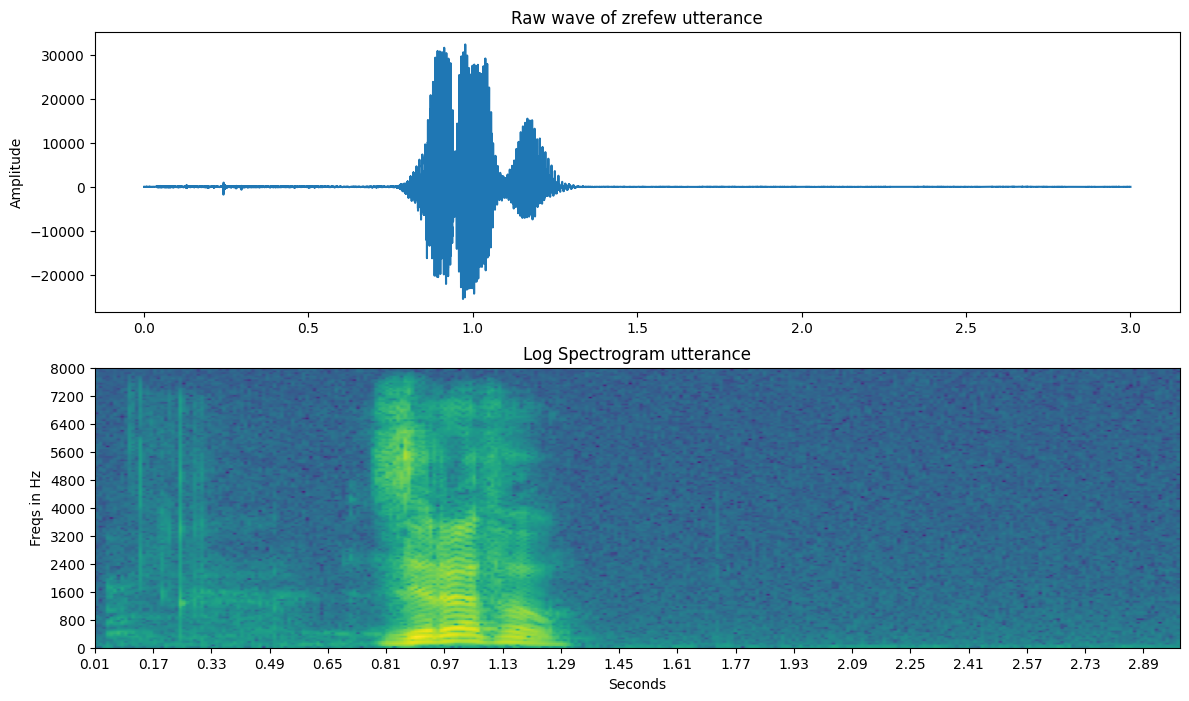 Raw wave of zrefew utterance
30000
20000
10000
0
−10000
−20000
Amplitude
0.0 0.5 1.0 1.5 2.0 2.5 3.0
Log Spectrogram utterance
8000
7200
6400
5600
4800
4000
3200
2400
1600
800
0
Freqs in Hz
0.01 0.17 0.33 0.49 0.65 0.81 0.97 1.13 1.29 1.45 1.61 1.77 1.93 2.09 2.25 2.41 2.57 2.73 2.89
Seconds